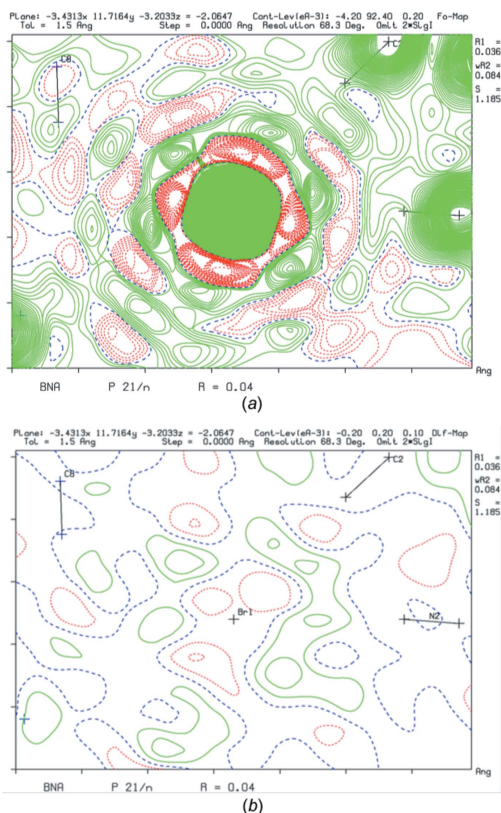 Plane: -3.4313x 11.7164y -3.2033z = -2.0647 Cont-Lev(eA-3) -4.20 92.40 0.20 Fo-Map
Tol = 1.5 Ang Step = 0.0000 Ang Resolution 68.3 Deg. Omit 2*SigI
R1 =
0.036
wR2 =
0.084
S =
1.185
C8
C
Ang
BNA P 21/n R = 0.04
(a)
Plane: -3.4313x 11.7164y -3.2033z = -2.0647 Cont-Lev(eA-3) -0.20 0.20 0.10 Dif-Map
Tol = 1.5 Ang Step = 0.0000 Ang Resolution 68.3 Deg. Omit 2*SigI
R1 =
0.036
wR2 =
0.084
S =
1.185
C8
C2
Br1
N2
Ang
BNA P 21/n R = 0.04
(b)